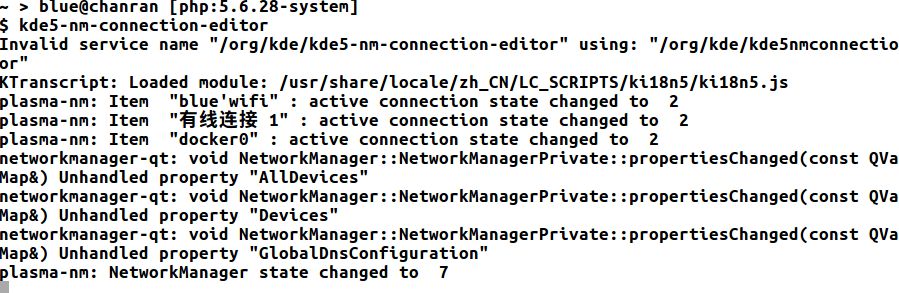 ~ > blue@chanran [php:5.6.28-system]
$ kde5-nm-connection-editor
Invalid service name "/org/kde/kde5-nm-connection-editor" using: "/org/kde/kde5nmconnectio
or"
KTranscript: Loaded module: /usr/share/locale/zh_CN/LC_SCRIPTS/ki18n5/ki18n5.js
plasma-nm: Item  "blue'wifi" : active connection state changed to  2
plasma-nm: Item  "有线连接 1" : active connection state changed to  2
plasma-nm: Item  "docker0" : active connection state changed to  2
networkmanager-qt: void NetworkManager::NetworkManagerPrivate::propertiesChanged(const QVa
Map&) Unhandled property "AllDevices"
networkmanager-qt: void NetworkManager::NetworkManagerPrivate::propertiesChanged(const QVa
Map&) Unhandled property "Devices"
networkmanager-qt: void NetworkManager::NetworkManagerPrivate::propertiesChanged(const QVa
Map&) Unhandled property "GlobalDnsConfiguration"
plasma-nm: NetworkManager state changed to  7